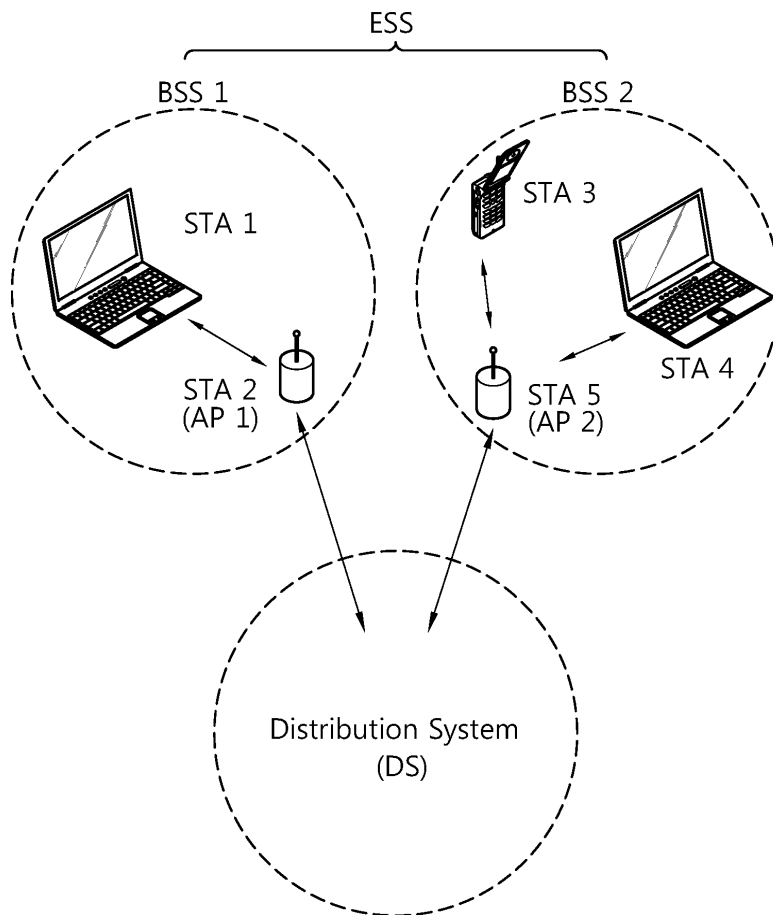 ESS
BSS 1
BSS 2
STA 1
STA 2
(AP 1)
STA 3
STA 4
STA 5
(AP 2)
Distribution System
(DS)